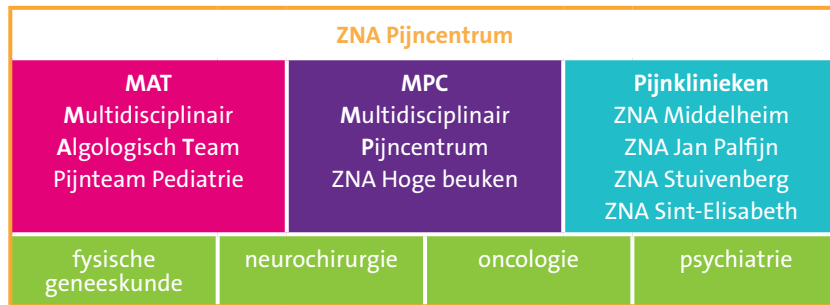 ZNA Pijncentrum
MAT
Multidisciplinair
Algologisch Team
Pijnteam Pediatrie
MPC
Multidisciplinair
Pijncentrum
ZNA Hoge beuken
Pijnklinieken
ZNA Middelheim
ZNA Jan Palfijn
ZNA Stuivenberg
ZNA Sint-Elisabeth
fysische
geneeskunde
neurochirurgie
oncologie
psychiatrie